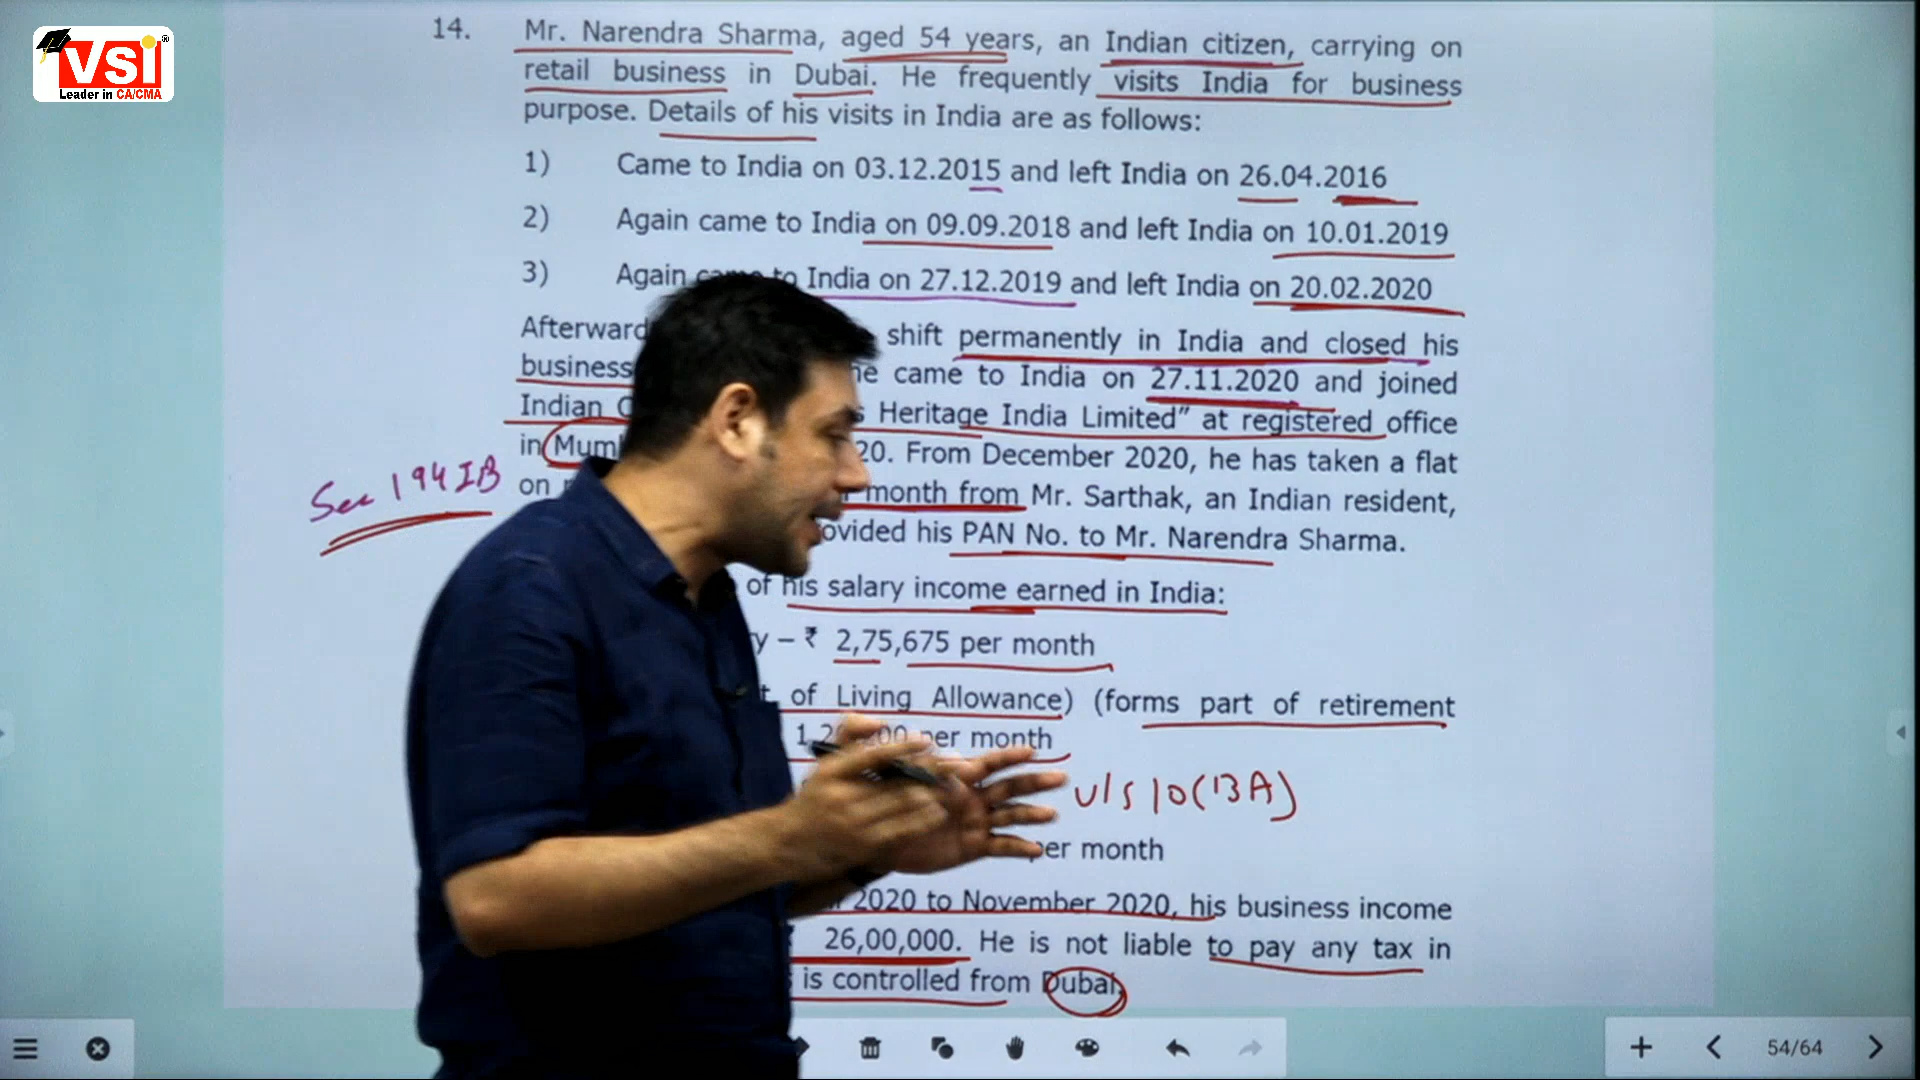 VSI
®
Leader in CA/CMA
14. Mr. Narendra Sharma, aged 54 years, an Indian citizen, carrying on
retail business in Dubai. He frequently visits India for business
purpose. Details of his visits in India are as follows:
1) Came to India on 03.12.2015 and left India on 26.04.2016
2) Again came to India on 09.09.2018 and left India on 10.01.2019
3) Again came to India on 27.12.2019 and left India on 20.02.2020
Afterward shift permanently in India and closed his
business he came to India on 27.11.2020 and joined
Indian Heritage India Limited” at registered office
in 20. From December 2020, he has taken a flat
Sec 194IB
on month from Mr. Sarthak, an Indian resident,
ovided his PAN No. to Mr. Narendra Sharma.
of his salary income earned in India:
y – ₹ 2,75,675 per month
of Living Allowance) (forms part of retirement
per month
u/s 10(13A)
per month
2020 to November 2020, his business income
26,00,000. He is not liable to pay any tax in
is controlled from Dubai.
54/64